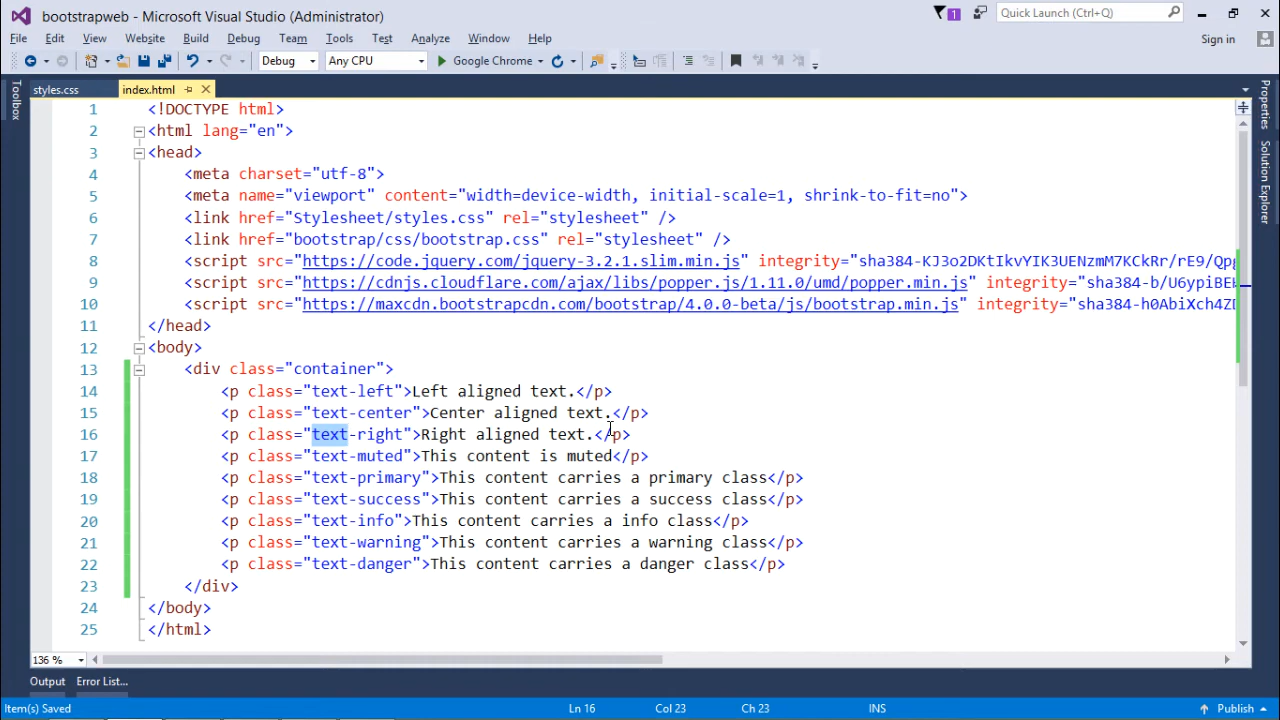 bootstrapweb - Microsoft Visual Studio (Administrator)
1
Quick Launch (Ctrl+Q)
File Edit View Website Build Debug Team Tools Test Analyze Window Help
Sign in
Debug Any CPU Google Chrome
Toolbox
styles.css index.html
Properties
Solution Explorer
1 <!DOCTYPE html>
2 <html lang="en">
3 <head>
4 <meta charset="utf-8">
5 <meta name="viewport" content="width=device-width, initial-scale=1, shrink-to-fit=no">
6 <link href="Stylesheet/styles.css" rel="stylesheet" />
7 <link href="bootstrap/css/bootstrap.css" rel="stylesheet" />
8 <script src="https://code.jquery.com/jquery-3.2.1.slim.min.js" integrity="sha384-KJ3o2DKtIkvYIK3UENzmM7KCkRr/rE9/Qpg
9 <script src="https://cdnjs.cloudflare.com/ajax/libs/popper.js/1.11.0/umd/popper.min.js" integrity="sha384-b/U6ypiBE
10 <script src="https://maxcdn.bootstrapcdn.com/bootstrap/4.0.0-beta/js/bootstrap.min.js" integrity="sha384-h0AbiXch4Z
11 </head>
12 <body>
13 <div class="container">
14 <p class="text-left">Left aligned text.</p>
15 <p class="text-center">Center aligned text.</p>
16 <p class="text-right">Right aligned text.</p>
17 <p class="text-muted">This content is muted</p>
18 <p class="text-primary">This content carries a primary class</p>
19 <p class="text-success">This content carries a success class</p>
20 <p class="text-info">This content carries a info class</p>
21 <p class="text-warning">This content carries a warning class</p>
22 <p class="text-danger">This content carries a danger class</p>
23 </div>
24 </body>
25 </html>
136 %
Output Error List...
Item(s) Saved Ln 16 Col 23 Ch 23 INS Publish